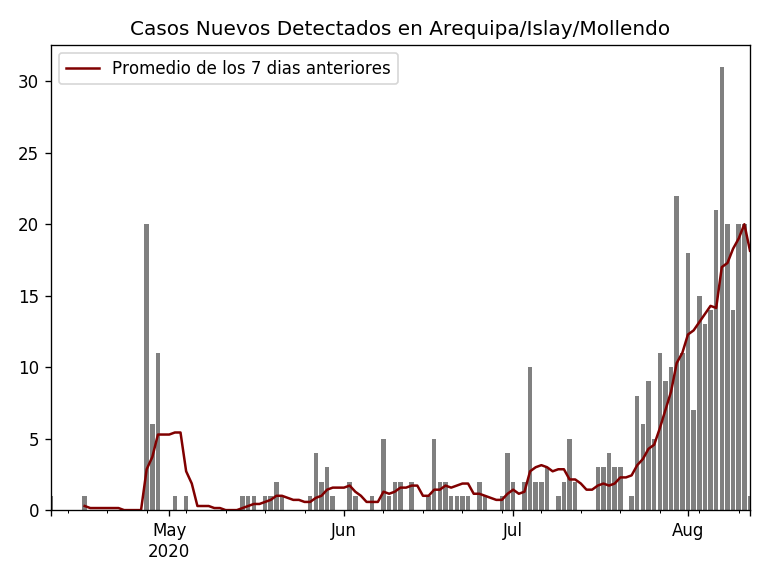 Casos Nuevos Detectados en Arequipa/Islay/Mollendo
Promedio de los 7 dias anteriores
30
25
20
15
10
5
0
May Jun Jul Aug
2020